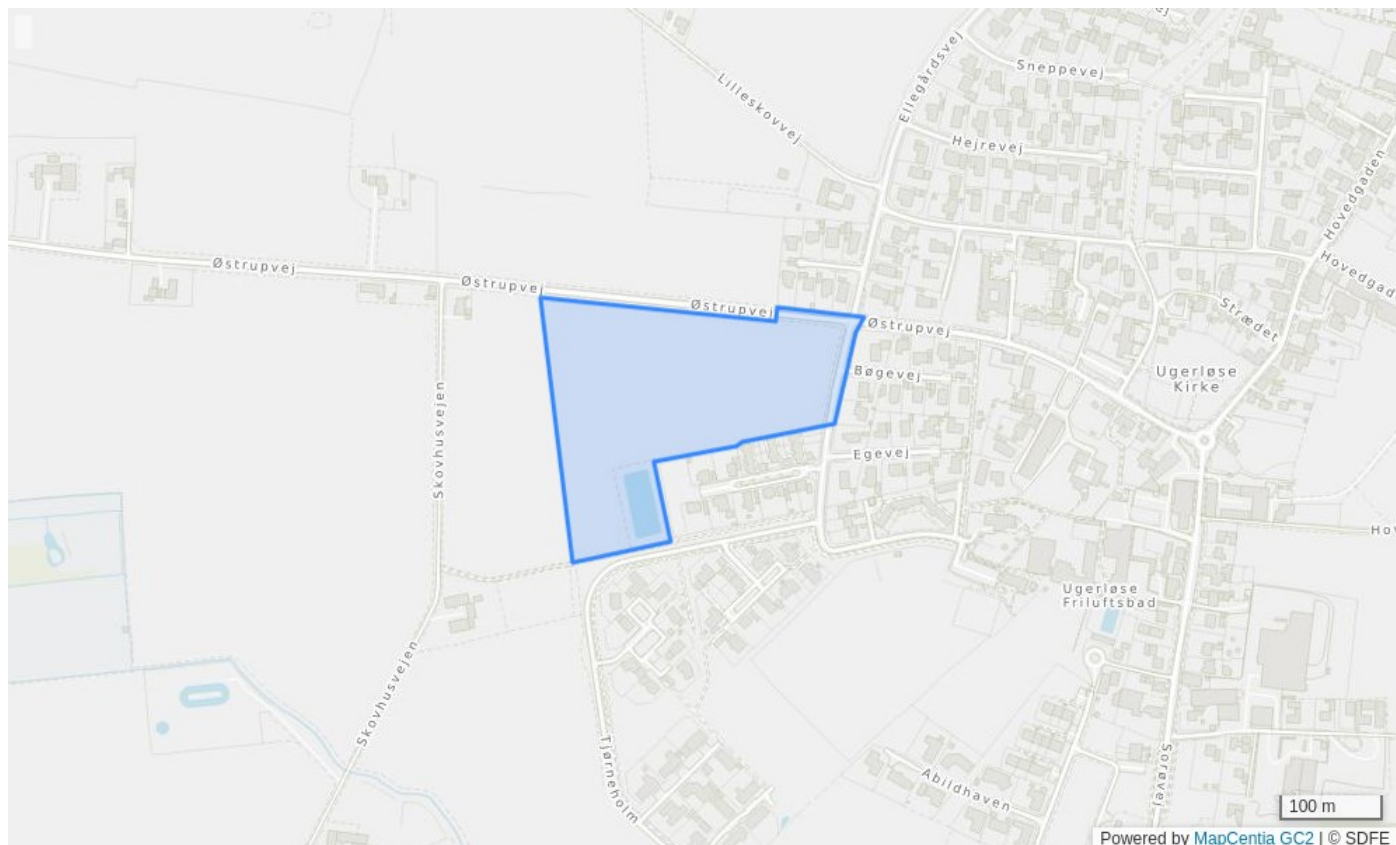 Sneppevej
Ellegårdsvej
Lilleskovvej
Hejrevej
Hovedgaden
Hovedgad
Østrupvej
Østrupvej
Østrupvej
Østrupvej
Strædet
Bøgevej
Ugerløse
Kirke
Skovhusvejen
Egevej
Hov
Ugerløse
Friluftsbad
Skovhusvejen
Tjørneholm
Abildhaven
Sorøvej
100 m
Powered by MapCentia GC2 | © SDFE